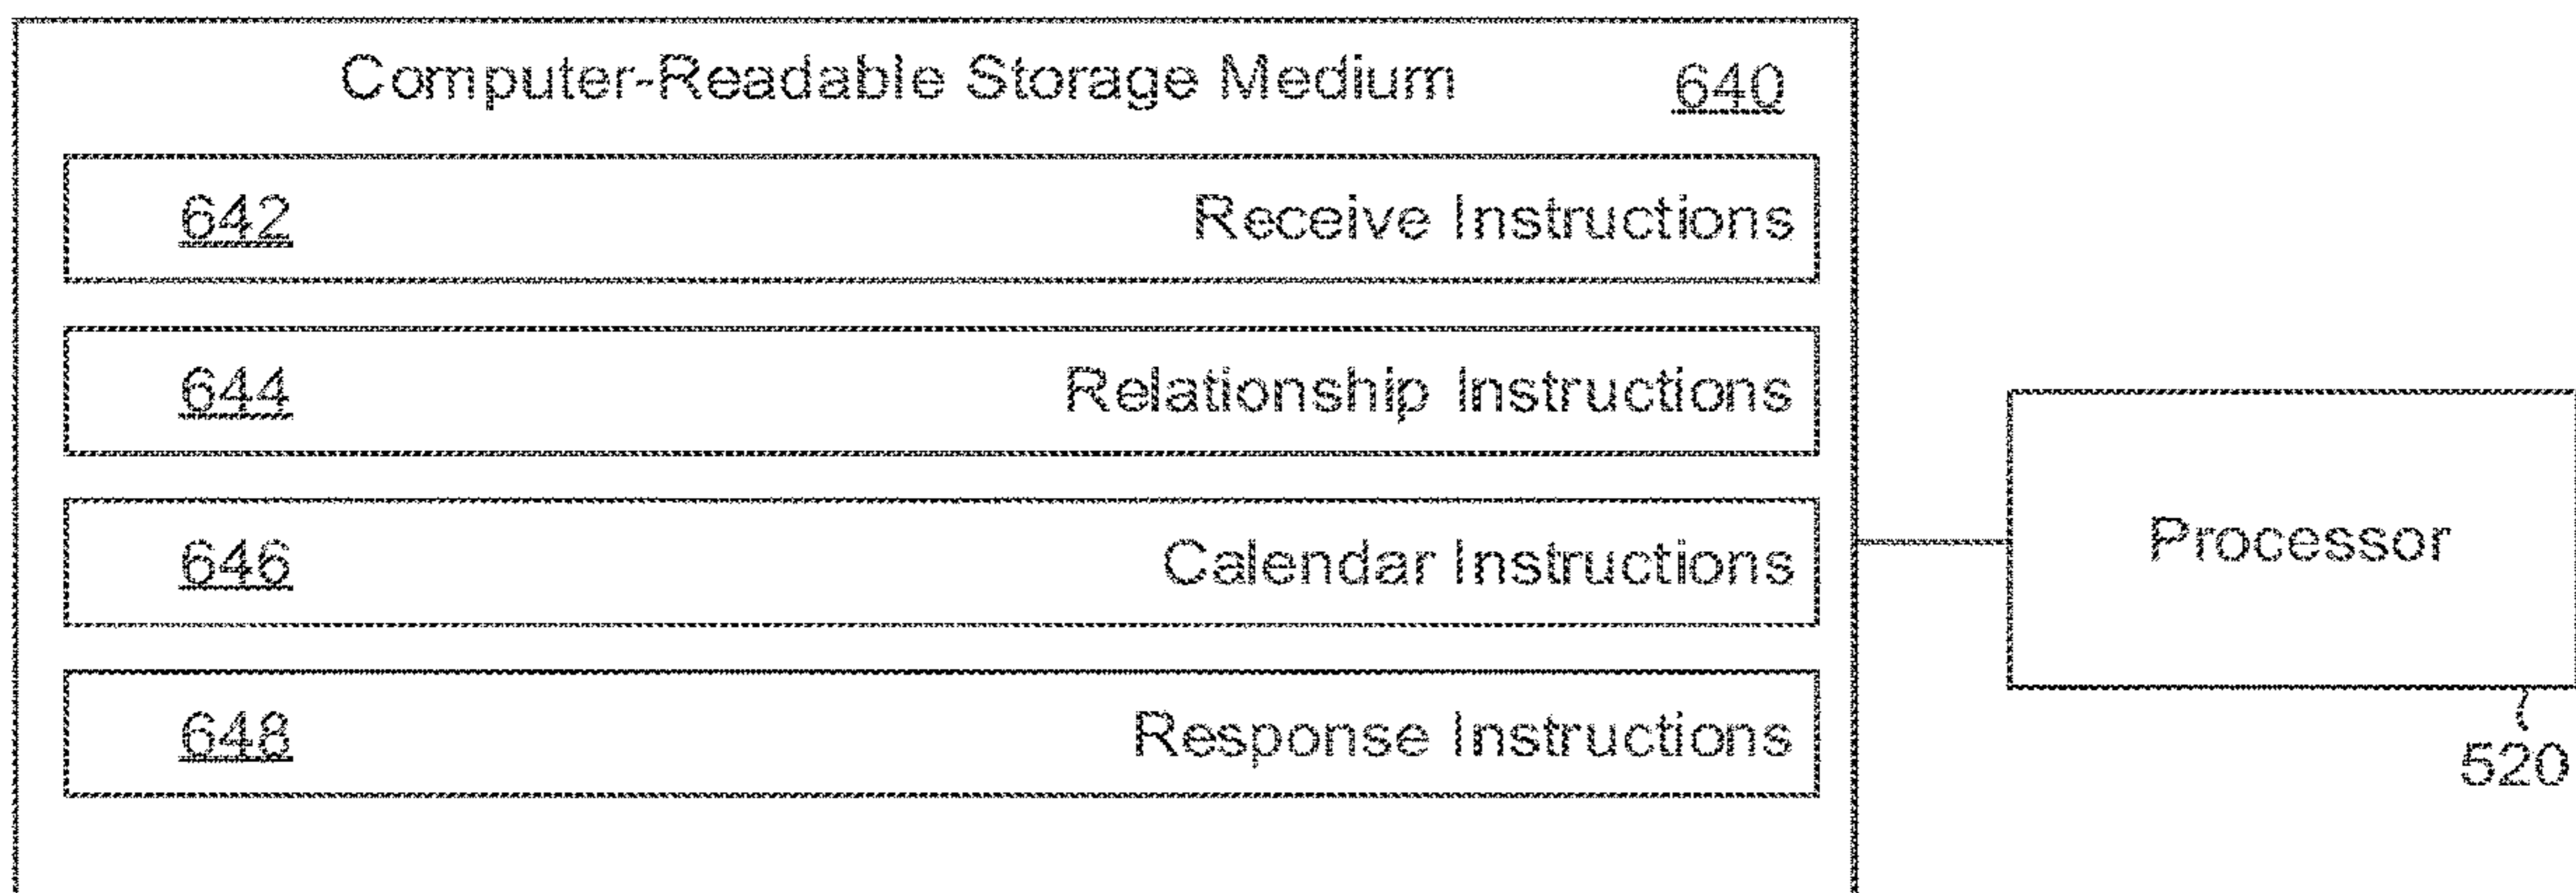 Computer-Readable Storage Medium 640
642 Receive Instructions
644 Relationship Instructions
646 Calendar Instructions
Processor
648 Response Instructions
520